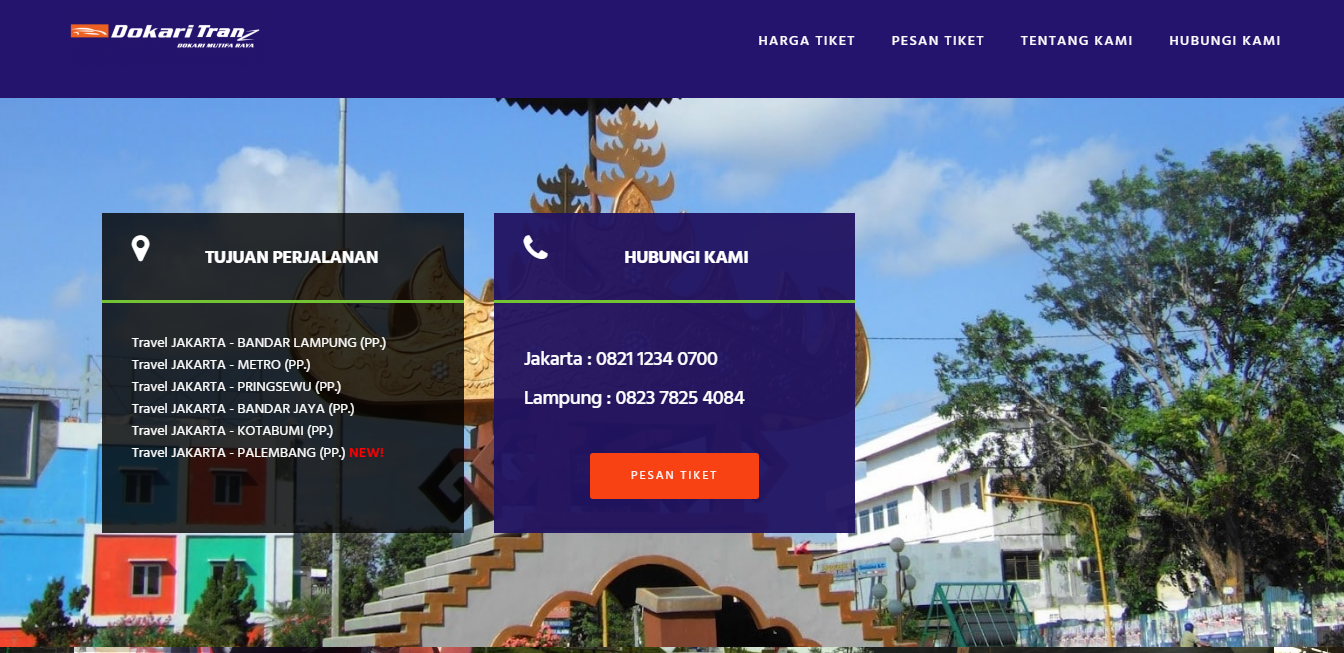 Dokari Tranz
DOKARI MUTIFA RAYA
HARGA TIKET
PESAN TIKET
TENTANG KAMI
HUBUNGI KAMI
TUJUAN PERJALANAN
Travel JAKARTA - BANDAR LAMPUNG (PP.)
Travel JAKARTA - METRO (PP.)
Travel JAKARTA - PRINGSEWU (PP.)
Travel JAKARTA - BANDAR JAYA (PP.)
Travel JAKARTA - KOTABUMI (PP.)
Travel JAKARTA - PALEMBANG (PP.) NEW!
HUBUNGI KAMI
Jakarta : 0821 1234 0700
Lampung : 0823 7825 4084
PESAN TIKET